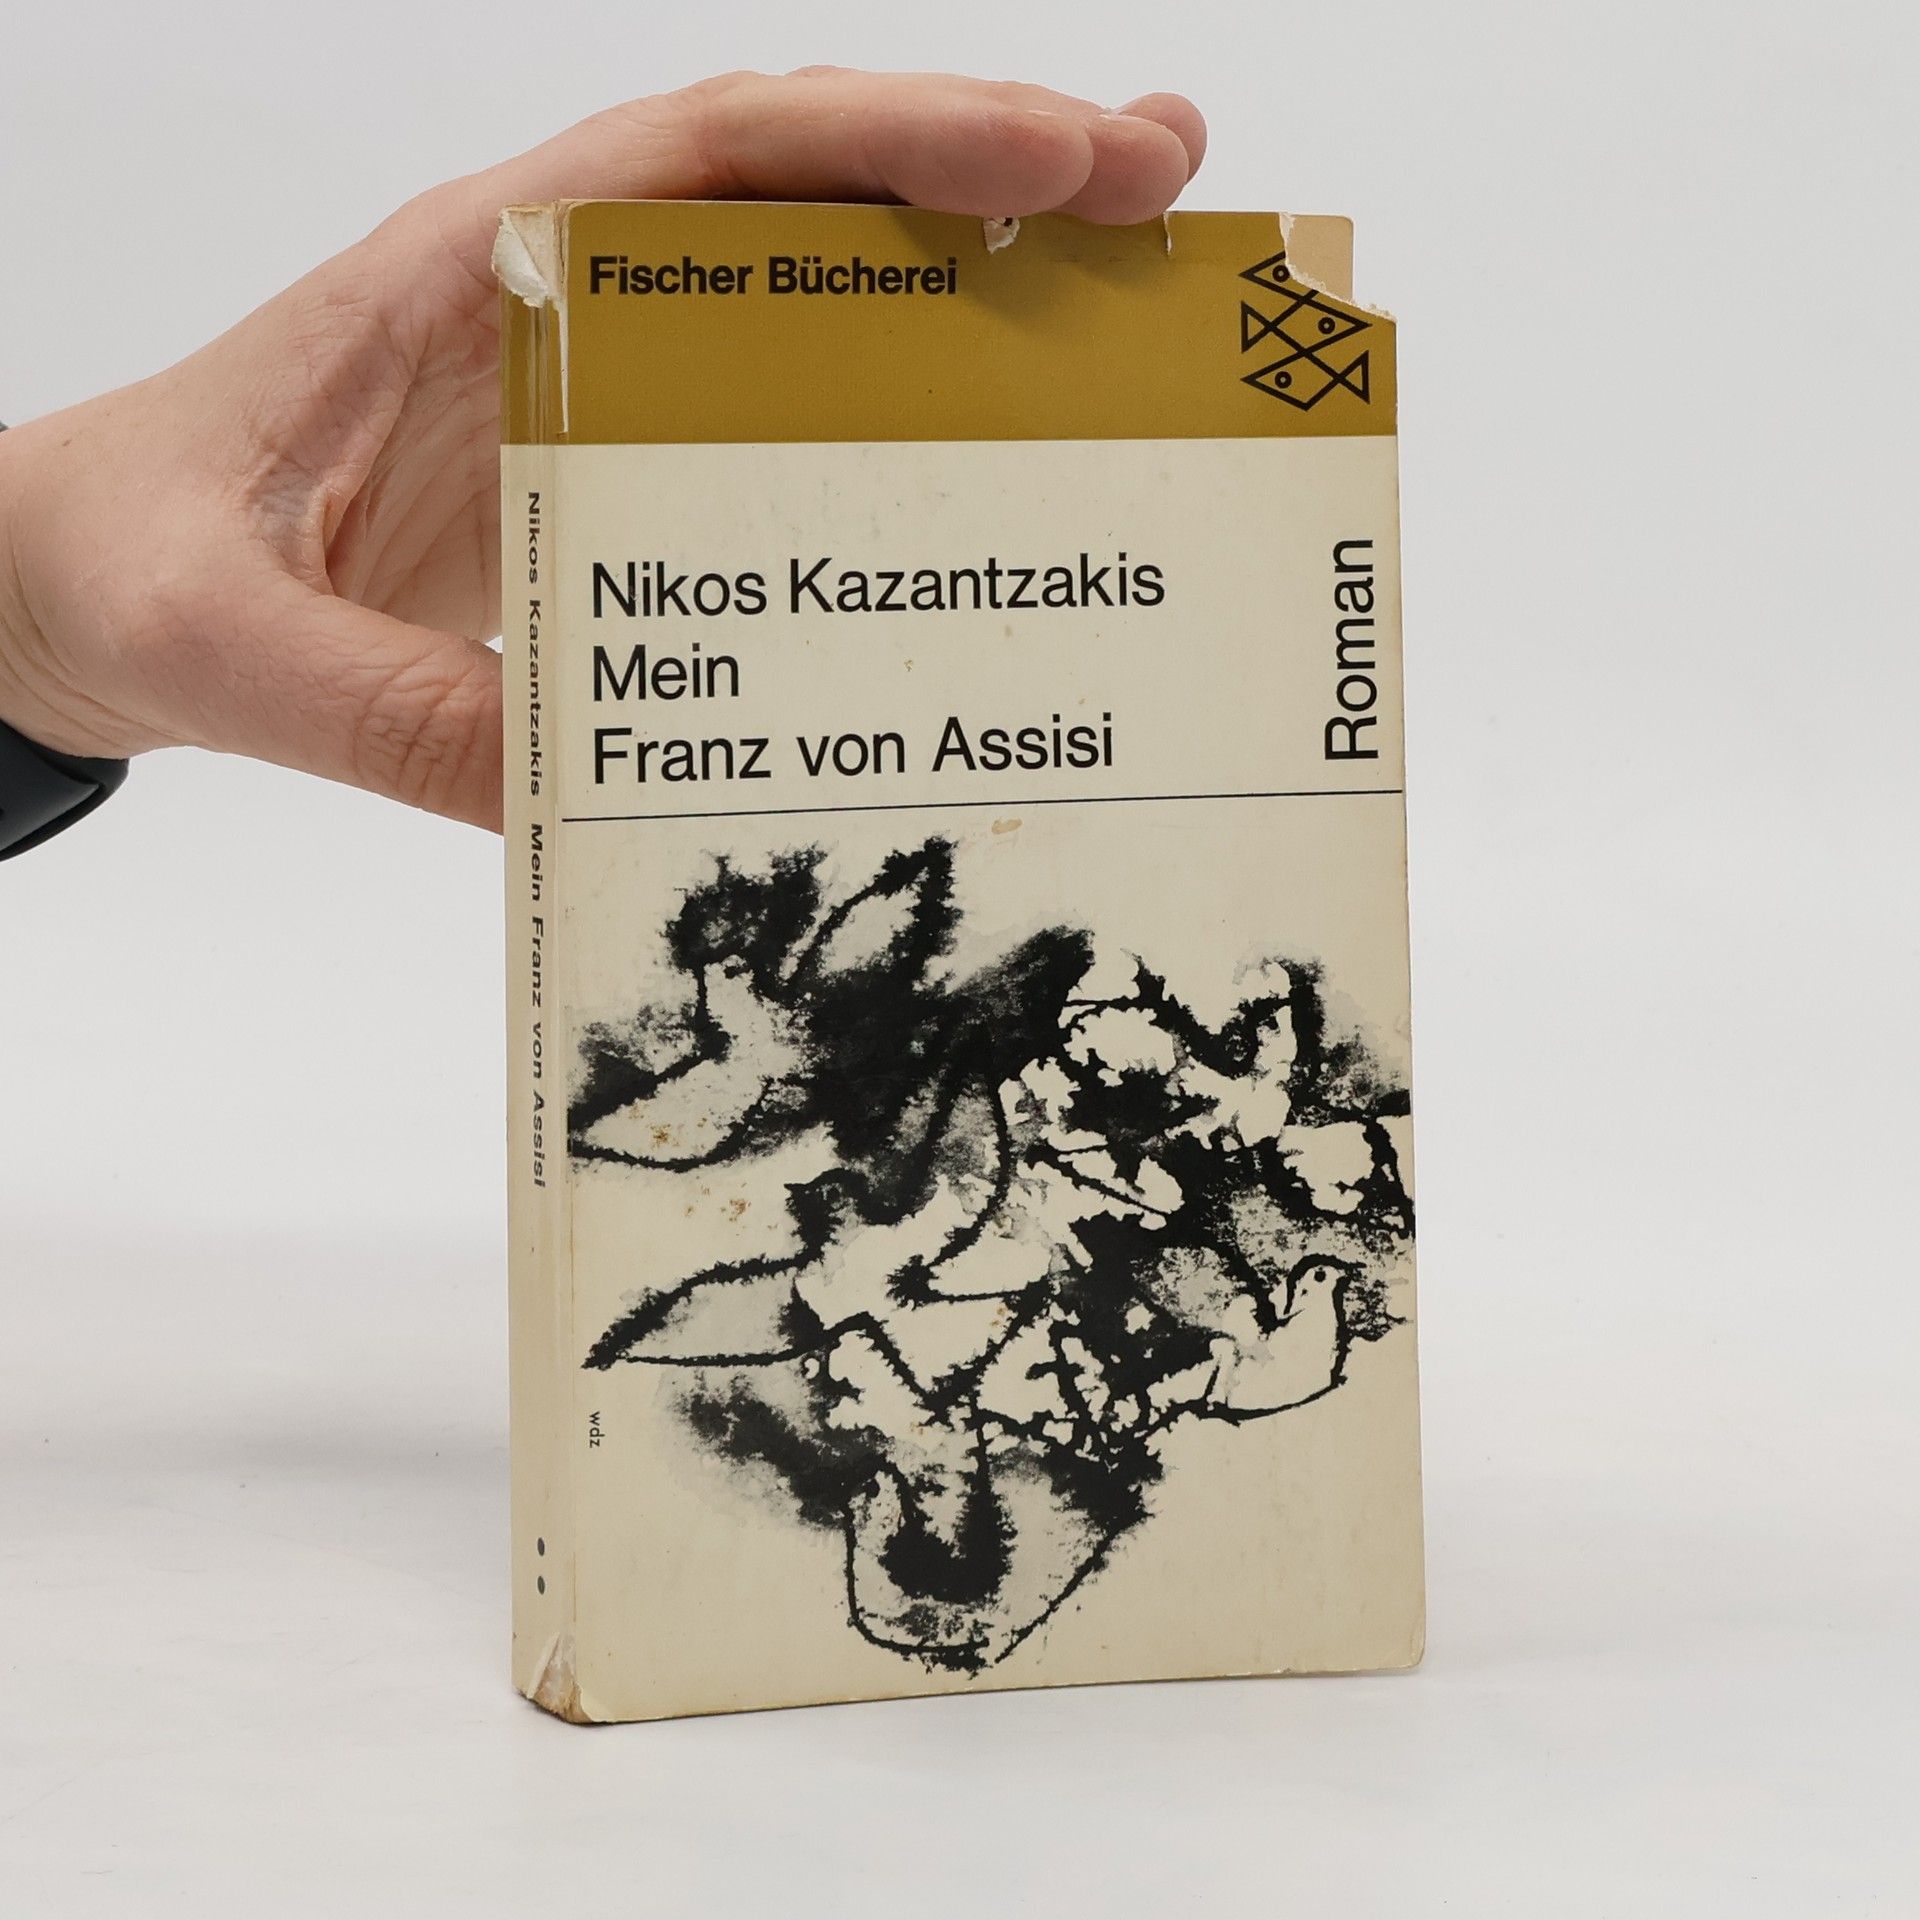 Fischer Bücherei
Nikos Kazantzakis
Mein
Franz von Assisi
Roman
wdz
Nikos Kazantzakis Mein Franz von Assisi